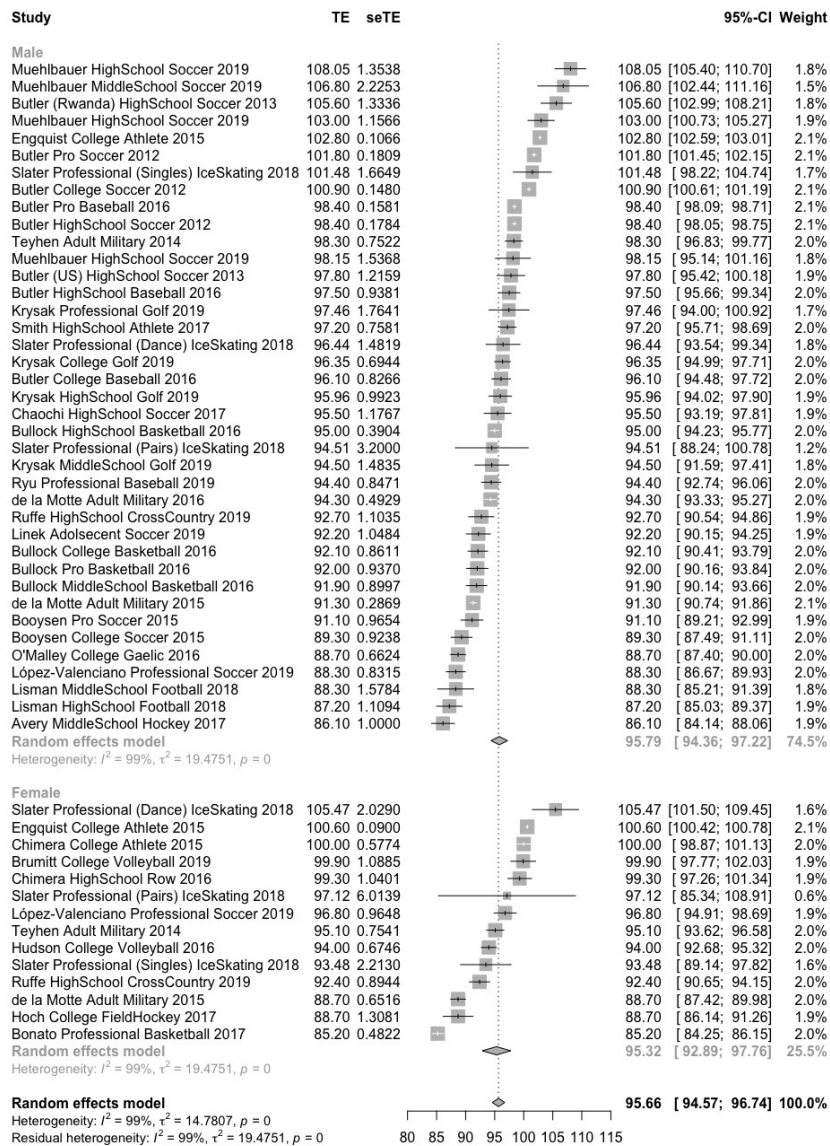 Study TE seTE 95%-CI Weight
Male
Muehlbauer HighSchool Soccer 2019 108.05 1.3538 108.05 [105.40; 110.70] 1.8%
Muehlbauer MiddleSchool Soccer 2019 106.80 2.2253 106.80 [102.44; 111.16] 1.5%
Butler (Rwanda) HighSchool Soccer 2013 105.60 1.3336 105.60 [102.99; 108.21] 1.8%
Muehlbauer HighSchool Soccer 2019 103.00 1.1566 103.00 [100.73; 105.27] 1.9%
Engquist College Athlete 2015 102.80 0.1066 102.80 [102.59; 103.01] 2.1%
Butler Pro Soccer 2012 101.80 0.1809 101.80 [101.45; 102.15] 2.1%
Slater Professional (Singles) IceSkating 2018 101.48 1.6649 101.48 [ 98.22; 104.74] 1.7%
Butler College Soccer 2012 100.90 0.1480 100.90 [100.61; 101.19] 2.1%
Butler Pro Baseball 2016 98.40 0.1581 98.40 [ 98.09; 98.71] 2.1%
Butler HighSchool Soccer 2012 98.40 0.1784 98.40 [ 98.05; 98.75] 2.1%
Teyhen Adult Military 2014 98.30 0.7522 98.30 [ 96.83; 99.77] 2.0%
Muehlbauer HighSchool Soccer 2019 98.15 1.5368 98.15 [ 95.14; 101.16] 1.8%
Butler (US) HighSchool Soccer 2013 97.80 1.2159 97.80 [ 95.42; 100.18] 1.9%
Butler HighSchool Baseball 2016 97.50 0.9381 97.50 [ 95.66; 99.34] 2.0%
Krysak Professional Golf 2019 97.46 1.7641 97.46 [ 94.00; 100.92] 1.7%
Smith HighSchool Athlete 2017 97.20 0.7581 97.20 [ 95.71; 98.69] 2.0%
Slater Professional (Dance) IceSkating 2018 96.44 1.4819 96.44 [ 93.54; 99.34] 1.8%
Krysak College Golf 2019 96.35 0.6944 96.35 [ 94.99; 97.71] 2.0%
Butler College Baseball 2016 96.10 0.8266 96.10 [ 94.48; 97.72] 2.0%
Krysak HighSchool Golf 2019 95.96 0.9923 95.96 [ 94.02; 97.90] 1.9%
Chaochi HighSchool Soccer 2017 95.50 1.1767 95.50 [ 93.19; 97.81] 1.9%
Bullock HighSchool Basketball 2016 95.00 0.3904 95.00 [ 94.23; 95.77] 2.0%
Slater Professional (Pairs) IceSkating 2018 94.51 3.2000 94.51 [ 88.24; 100.78] 1.2%
Krysak MiddleSchool Golf 2019 94.50 1.4835 94.50 [ 91.59; 97.41] 1.8%
Ryu Professional Baseball 2019 94.40 0.8471 94.40 [ 92.74; 96.06] 2.0%
de la Motte Adult Military 2016 94.30 0.4929 94.30 [ 93.33; 95.27] 2.0%
Ruffe HighSchool CrossCountry 2019 92.70 1.1035 92.70 [ 90.54; 94.86] 1.9%
Linek Adolsecent Soccer 2019 92.20 1.0484 92.20 [ 90.15; 94.25] 1.9%
Bullock College Basketball 2016 92.10 0.8611 92.10 [ 90.41; 93.79] 2.0%
Bullock Pro Basketball 2016 92.00 0.9370 92.00 [ 90.16; 93.84] 2.0%
Bullock MiddleSchool Basketball 2016 91.90 0.8997 91.90 [ 90.14; 93.66] 2.0%
de la Motte Adult Military 2015 91.30 0.2869 91.30 [ 90.74; 91.86] 2.1%
Booysen Pro Soccer 2015 91.10 0.9654 91.10 [ 89.21; 92.99] 1.9%
Booysen College Soccer 2015 89.30 0.9238 89.30 [ 87.49; 91.11] 2.0%
O'Malley College Gaelic 2016 88.70 0.6624 88.70 [ 87.40; 90.00] 2.0%
López-Valenciano Professional Soccer 2019 88.30 0.8315 88.30 [ 86.67; 89.93] 2.0%
Lisman MiddleSchool Football 2018 88.30 1.5784 88.30 [ 85.21; 91.39] 1.8%
Lisman HighSchool Football 2018 87.20 1.1094 87.20 [ 85.03; 89.37] 1.9%
Avery MiddleSchool Hockey 2017 86.10 1.0000 86.10 [ 84.14; 88.06] 1.9%
Random effects model 95.79 [ 94.36; 97.22] 74.5%
Heterogeneity: I² = 99%, τ² = 19.4751, p = 0
Female
Slater Professional (Dance) IceSkating 2018 105.47 2.0290 105.47 [101.50; 109.45] 1.6%
Engquist College Athlete 2015 100.60 0.0900 100.60 [100.42; 100.78] 2.1%
Chimera College Athlete 2015 100.00 0.5774 100.00 [ 98.87; 101.13] 2.0%
Brumitt College Volleyball 2019 99.90 1.0885 99.90 [ 97.77; 102.03] 1.9%
Chimera HighSchool Row 2016 99.30 1.0401 99.30 [ 97.26; 101.34] 1.9%
Slater Professional (Pairs) IceSkating 2018 97.12 6.0139 97.12 [ 85.34; 108.91] 0.6%
López-Valenciano Professional Soccer 2019 96.80 0.9648 96.80 [ 94.91; 98.69] 1.9%
Teyhen Adult Military 2014 95.10 0.7541 95.10 [ 93.62; 96.58] 2.0%
Hudson College Volleyball 2016 94.00 0.6746 94.00 [ 92.68; 95.32] 2.0%
Slater Professional (Singles) IceSkating 2018 93.48 2.2130 93.48 [ 89.14; 97.82] 1.6%
Ruffe HighSchool CrossCountry 2019 92.40 0.8944 92.40 [ 90.65; 94.15] 2.0%
de la Motte Adult Military 2015 88.70 0.6516 88.70 [ 87.42; 89.98] 2.0%
Hoch College FieldHockey 2017 88.70 1.3081 88.70 [ 86.14; 91.26] 1.9%
Bonato Professional Basketball 2017 85.20 0.4822 85.20 [ 84.25; 86.15] 2.0%
Random effects model 95.32 [ 92.89; 97.76] 25.5%
Heterogeneity: I² = 99%, τ² = 19.4751, p = 0
Random effects model 95.66 [ 94.57; 96.74] 100.0%
Heterogeneity: I² = 99%, τ² = 14.7807, p = 0
Residual heterogeneity: I² = 99%, τ² = 19.4751, p = 0
80 85 90 95 100 105 110 115